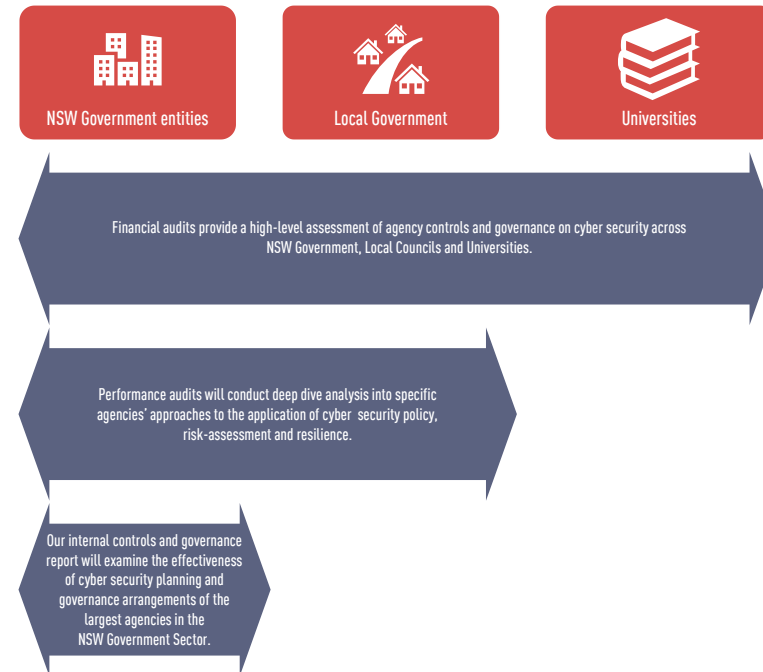 NSW Government entities
Local Government
Universities
Financial audits provide a high-level assessment of agency controls and governance on cyber security across
NSW Government, Local Councils and Universities.
Performance audits will conduct deep dive analysis into specific
agencies' approaches to the application of cyber security policy,
risk-assessment and resilience.
Our internal controls and governance
report will examine the effectiveness
of cyber security planning and
governance arrangements of the
largest agencies in the
NSW Government Sector.